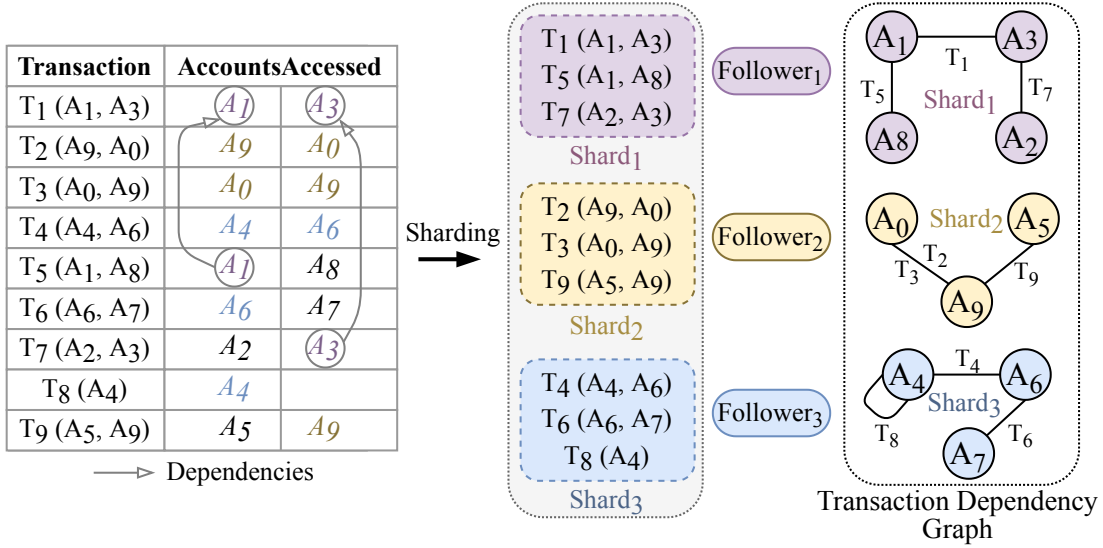 Transaction AccountsAccessed
T1 (A1, A3) A1 A3
T2 (A9, A0) A9 A0
T3 (A0, A9) A0 A9
T4 (A4, A6) A4 A6
T5 (A1, A8) A1 A8
T6 (A6, A7) A6 A7
T7 (A2, A3) A2 A3
T8 (A4) A4
T9 (A5, A9) A5 A9
Dependencies
Sharding
T1 (A1, A3)
T5 (A1, A8)
T7 (A2, A3)
Shard1
T2 (A9, A0)
T3 (A0, A9)
T9 (A5, A9)
Shard2
T4 (A4, A6)
T6 (A6, A7)
T8 (A4)
Shard3
Follower1
Follower2
Follower3
A1 A3
T1
T5 T7
Shard1
A8 A2
A0 Shard2 A5
T2
T3 T9
A9
T4
A4 A6
Shard3
T8 T6
A7
Transaction Dependency
Graph